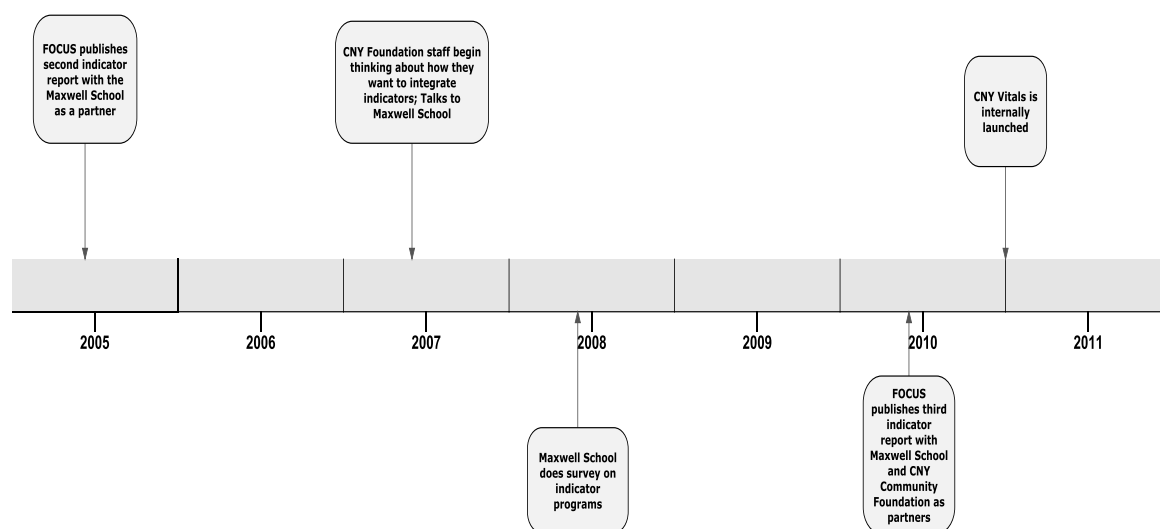 FOCUS publishes
second indicator
report with the
Maxwell School
as a partner
CNY Foundation staff begin
thinking about how they
want to integrate
indicators; Talks to
Maxwell School
CNY Vitals is
internally
launched
2005
2006
2007
2008
2009
2010
2011
Maxwell School
does survey on
indicator
programs
FOCUS
publishes third
indicator
report with
Maxwell School
and CNY
Community
Foundation as
partners